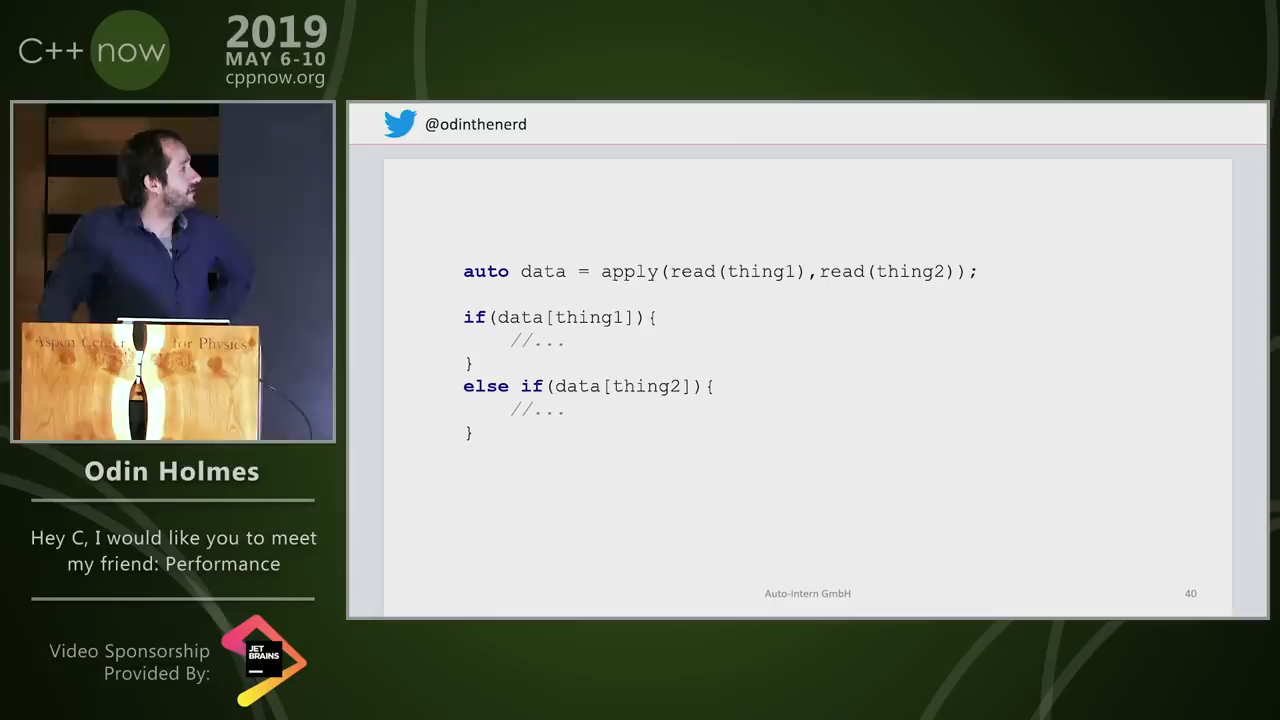 C++ now
2019
MAY 6-10
cppnow.org
@odinthenerd
auto data = apply(read(thing1),read(thing2));
if(data[thing1]){
//...
}
else if(data[thing2]){
//...
}
Auto-Intern GmbH
40
Aspen Center for Physics
Odin Holmes
Hey C, I would like you to meet
my friend: Performance
Video Sponsorship
Provided By:
JET
BRAINS